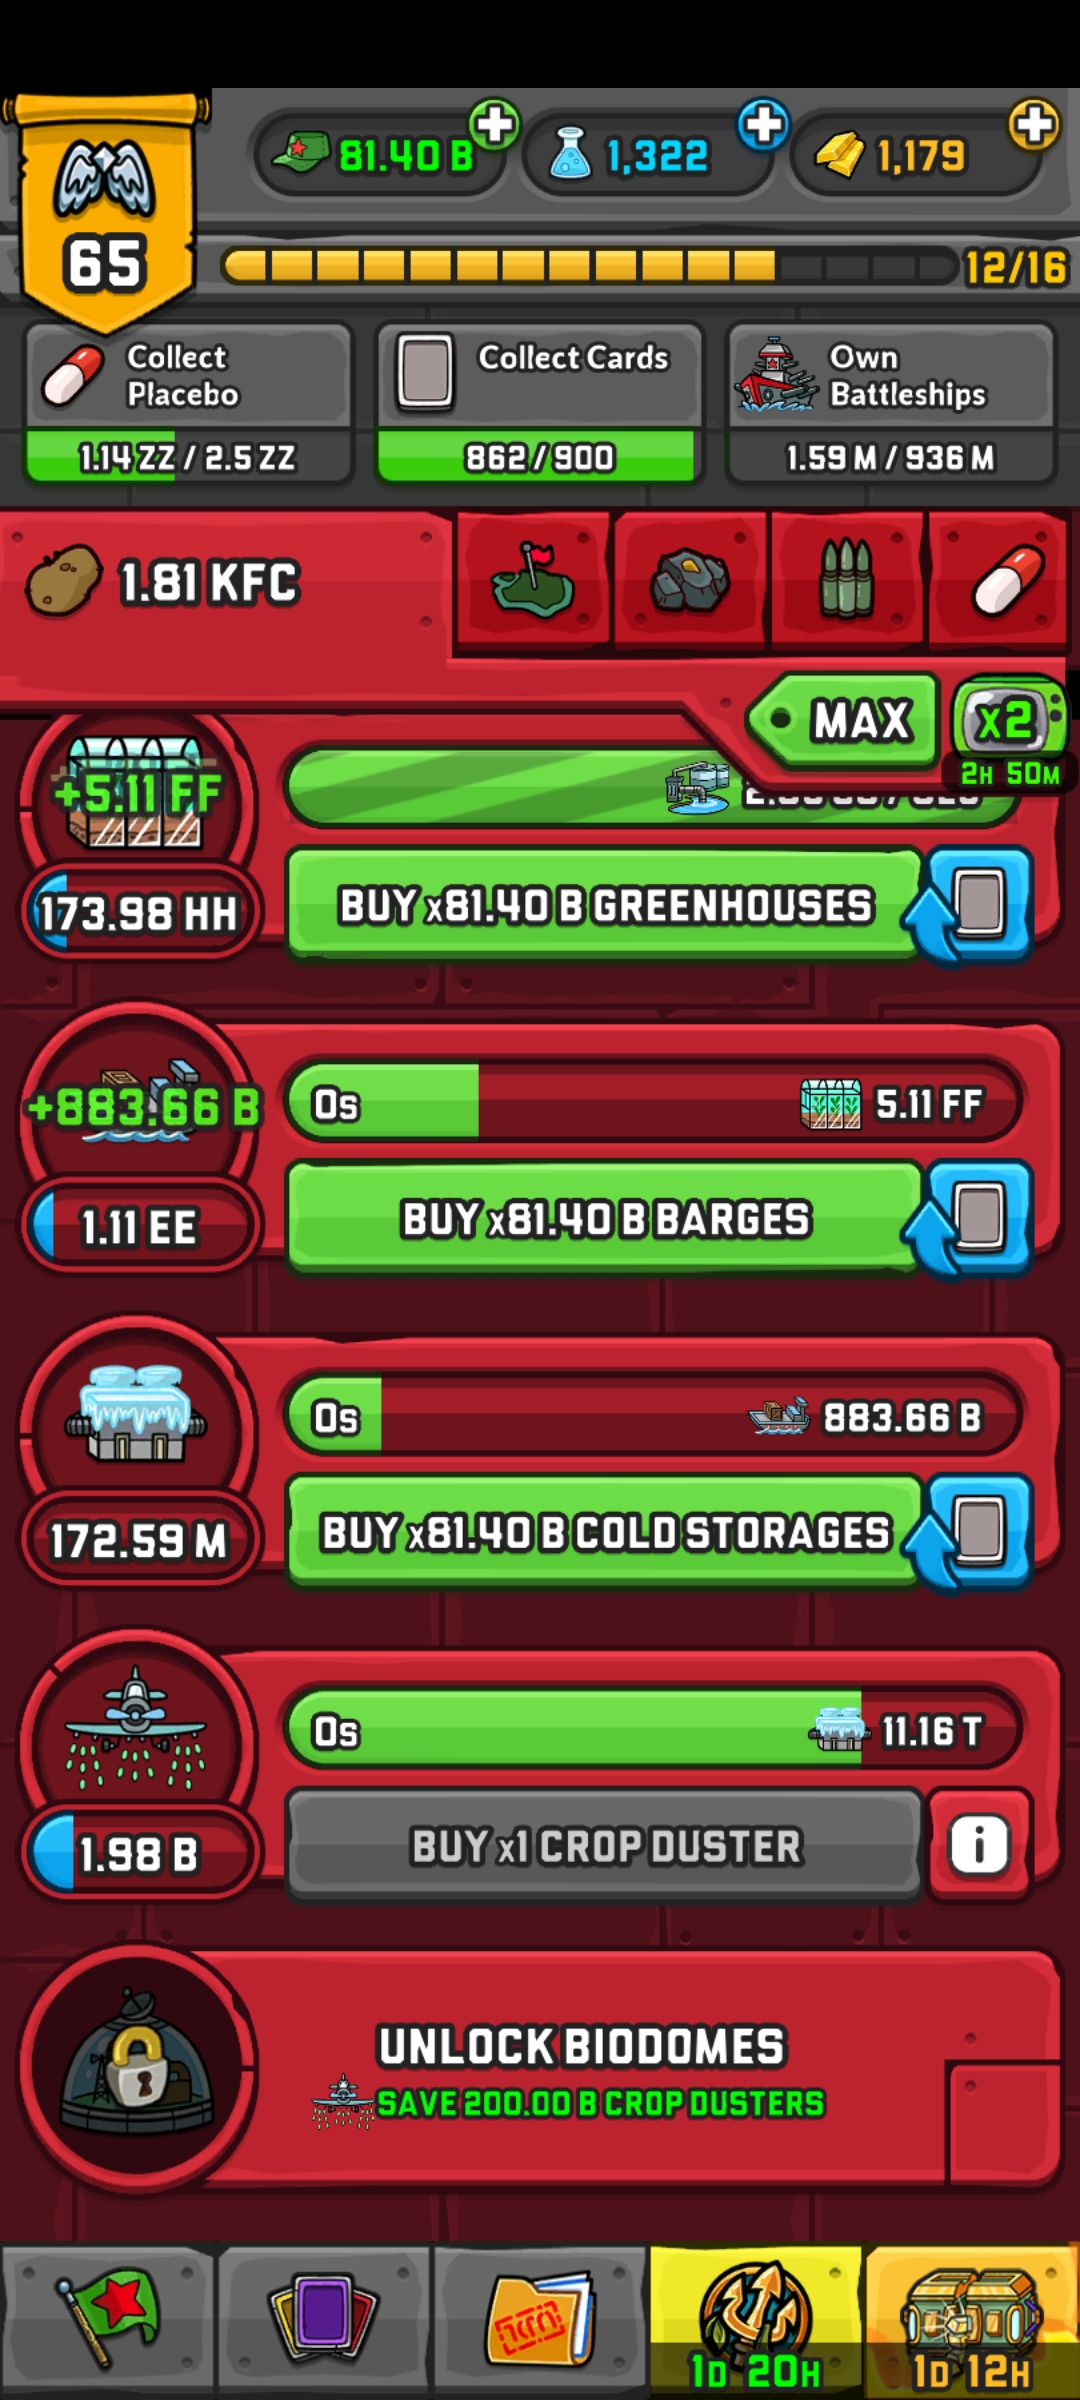 81.40 B
1,322
1,179
65
12/16
Collect
Placebo
1.14 ZZ / 2.5 ZZ
Collect Cards
862/900
Own
Battleships
1.59 M / 936 M
1.81 KFC
MAX
x2
2H 50M
+5.11 FF
173.98 HH
BUY x81.40 B GREENHOUSES
+883.66 B
0s
5.11 FF
1.11 EE
BUY x81.40 B BARGES
0s
883.66 B
172.59 M
BUY x81.40 B COLD STORAGES
0s
11.16 T
1.98 B
BUY x1 CROP DUSTER
i
UNLOCK BIODOMES
SAVE 200.00 B CROP DUSTERS
1D 20H
1D 12H